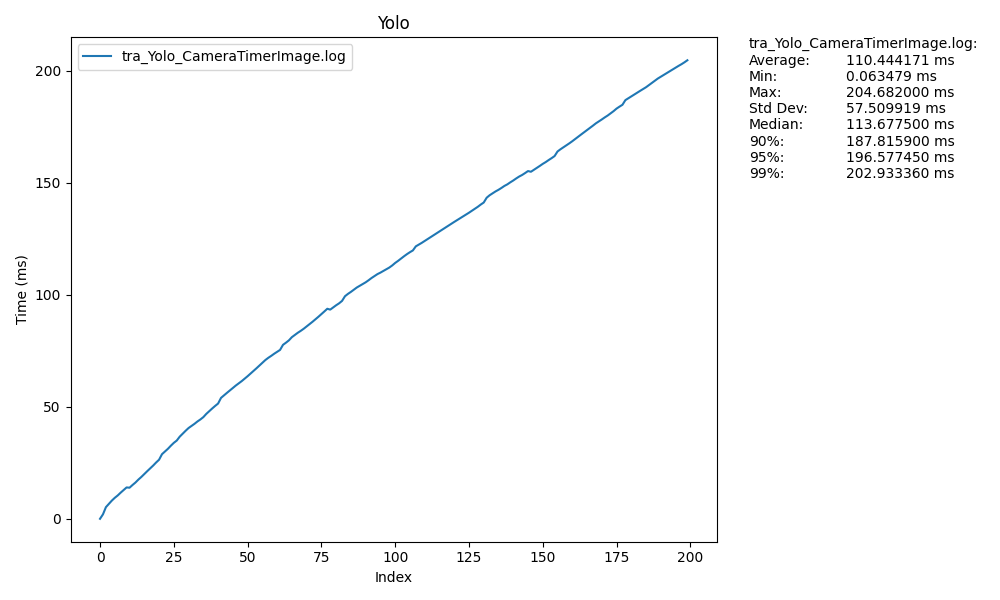 Yolo
tra_Yolo_CameraTimerImage.log
200
150
100
50
0
Time (ms)
0 25 50 75 100 125 150 175 200
Index
tra_Yolo_CameraTimerImage.log:
Average: 110.444171 ms
Min: 0.063479 ms
Max: 204.682000 ms
Std Dev: 57.509919 ms
Median: 113.677500 ms
90%: 187.815900 ms
95%: 196.577450 ms
99%: 202.933360 ms